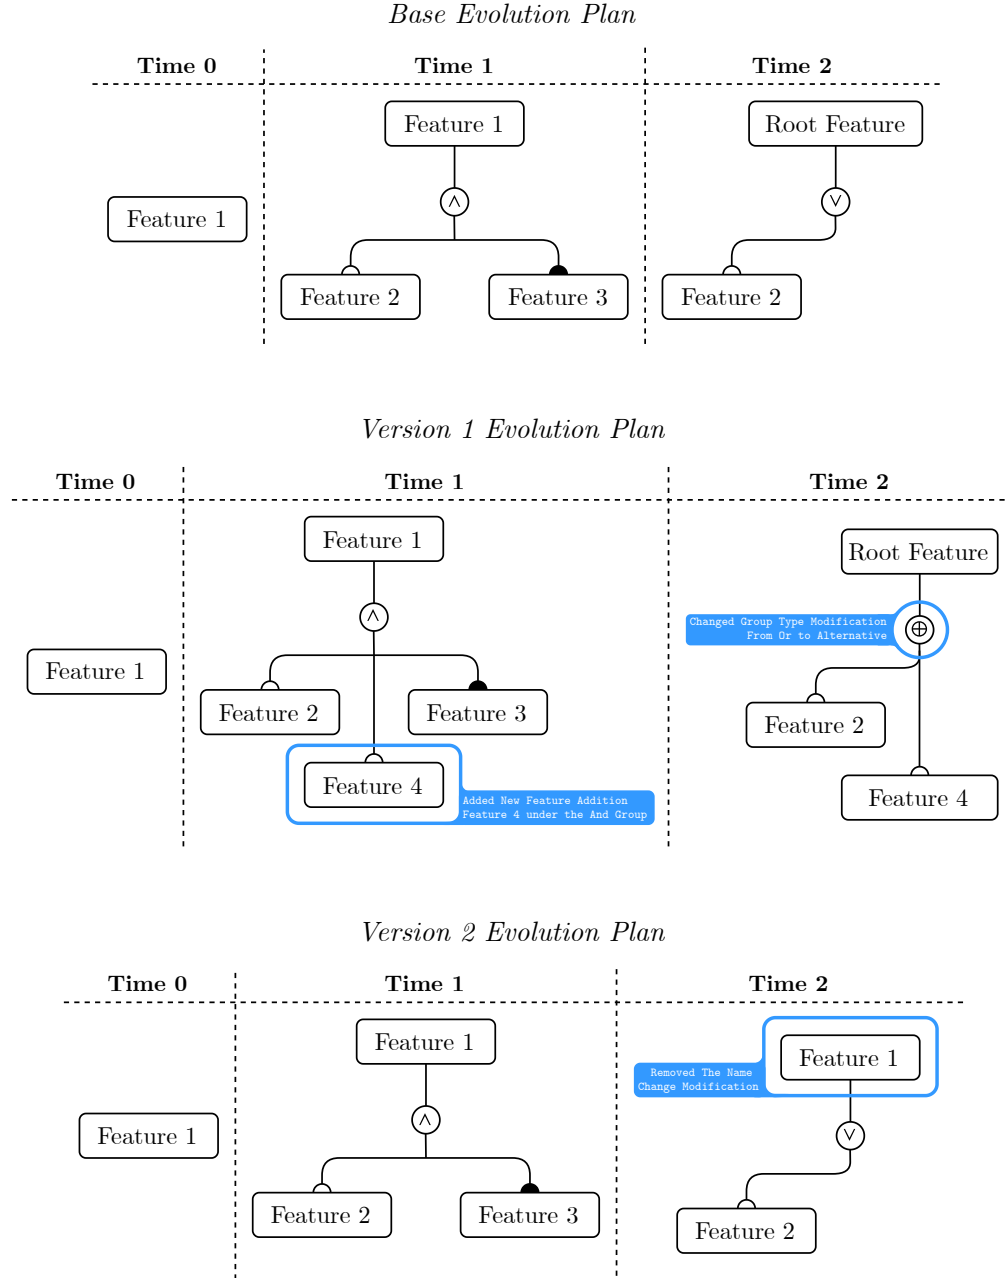 Base Evolution Plan
Time 0
Time 1
Time 2
Feature 1
Root Feature
∧
∨
Feature 1
Feature 2
Feature 3
Feature 2
Version 1 Evolution Plan
Time 0
Time 1
Time 2
Feature 1
Root Feature
∧
Changed Group Type Modification
From Or to Alternative
⊕
Feature 1
Feature 2
Feature 3
Feature 2
Feature 4
Added New Feature Addition
Feature 4 under the And Group
Feature 4
Version 2 Evolution Plan
Time 0
Time 1
Time 2
Feature 1
Feature 1
Removed The Name
Change Modification
∧
∨
Feature 1
Feature 2
Feature 3
Feature 2